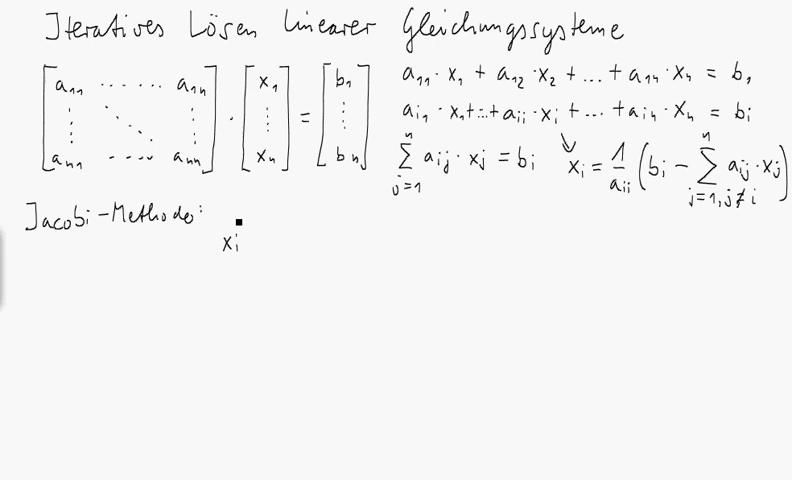 Iteratives Lösen linearer Gleichungssysteme
[a₁₁ ...... a₁ₙ; ⋮ ⋱ ⋮; aₙ₁ .... aₙₙ] · [x₁; ⋮; xₙ] = [b₁; ⋮; bₙ]
a₁₁ · x₁ + a₁₂ · x₂ + ... + a₁ₙ · xₙ = b₁
aᵢ₁ · x₁ + ... + aᵢᵢ · xᵢ + ... + aᵢₙ · xₙ = bᵢ
∑ⁿⱼ₌₁ aᵢⱼ · xⱼ = bᵢ ↓ xᵢ = 1/aᵢᵢ (bᵢ − ∑ⁿ_{j=1, j≠i} aᵢⱼ · xⱼ)
Jacobi-Methode:
xᵢ